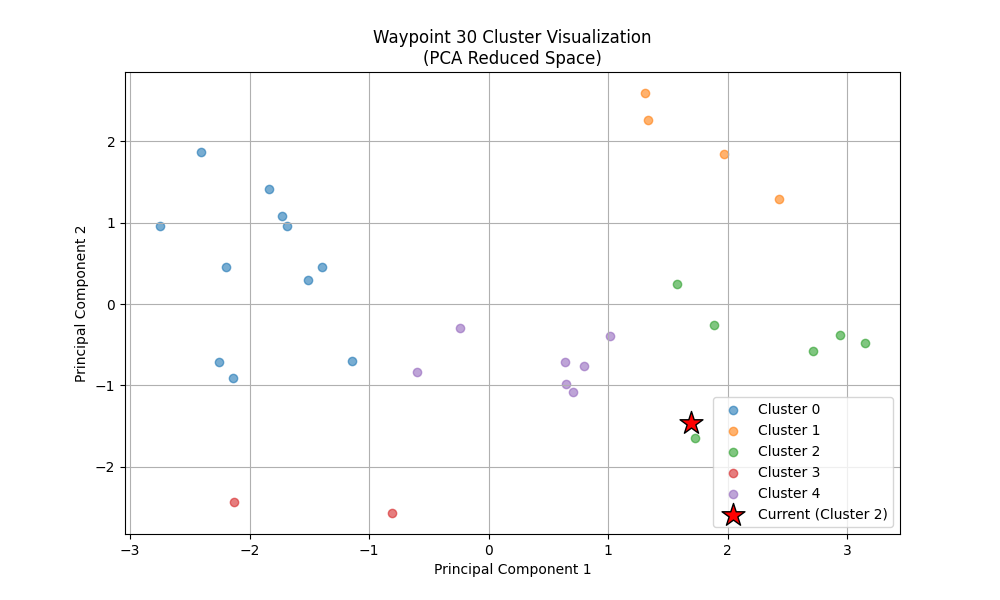 Waypoint 30 Cluster Visualization
(PCA Reduced Space)
Principal Component 2
2
1
0
−1
−2
−3
−2
−1
0
1
2
3
Principal Component 1
Cluster 0
Cluster 1
Cluster 2
Cluster 3
Cluster 4
Current (Cluster 2)